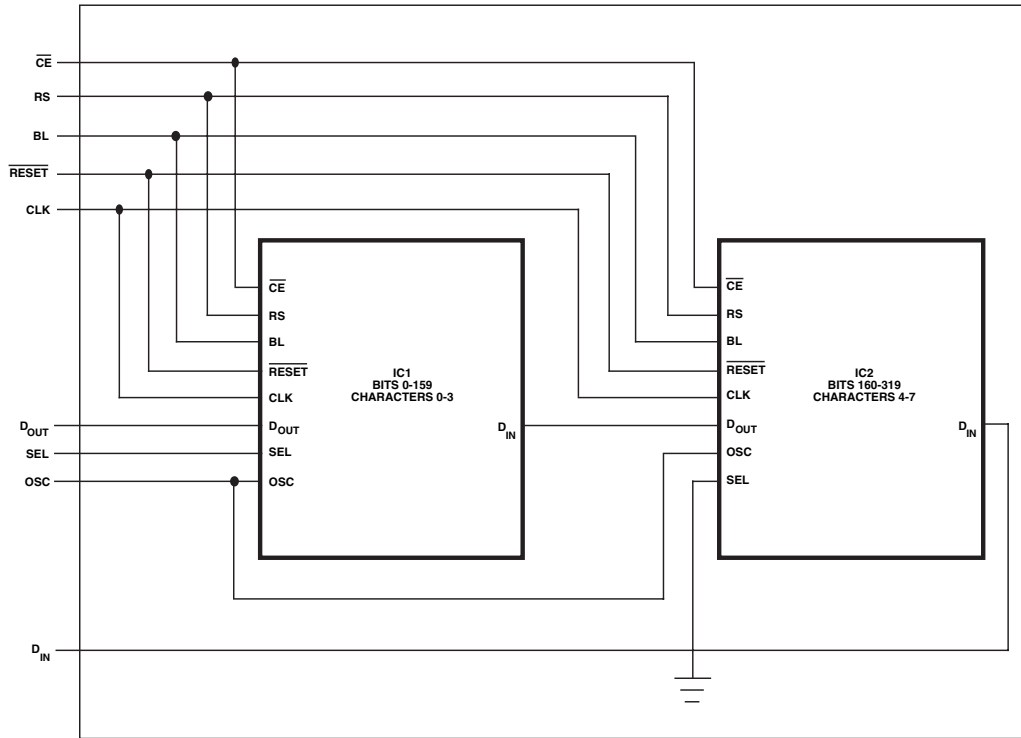 CE
RS
BL
RESET
CLK
DOUT
SEL
OSC
DIN
CE
RS
BL
RESET
CLK
DOUT
SEL
OSC
IC1
BITS 0-159
CHARACTERS 0-3
DIN
CE
RS
BL
RESET
CLK
DOUT
OSC
SEL
IC2
BITS 160-319
CHARACTERS 4-7
DIN